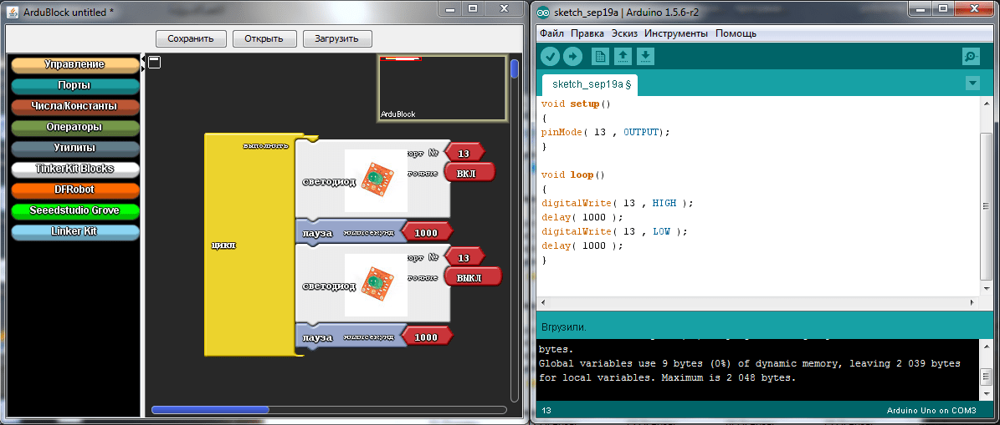 ArduBlock untitled *
Сохранить
Открыть
Загрузить
Управление
Порты
Числа/Константы
Операторы
Утилиты
TinkerKit Blocks
DFRobot
Seeedstudio Grove
Linker Kit
ArduBlock
цикл
выполнить
светодиод
орт №
13
тояние
ВКЛ
пауза
миллисекунд
1000
светодиод
орт №
13
тояние
ВЫКЛ
пауза
миллисекунд
1000
sketch_sep19a | Arduino 1.5.6-r2
Файл Правка Эскиз Инструменты Помощь
sketch_sep19a §
void setup()
{
pinMode( 13 , OUTPUT);
}
void loop()
{
digitalWrite( 13 , HIGH );
delay( 1000 );
digitalWrite( 13 , LOW );
delay( 1000 );
}
Вгрузили.
bytes.
Global variables use 9 bytes (0%) of dynamic memory, leaving 2 039 bytes
for local variables. Maximum is 2 048 bytes.
13
Arduino Uno on COM3